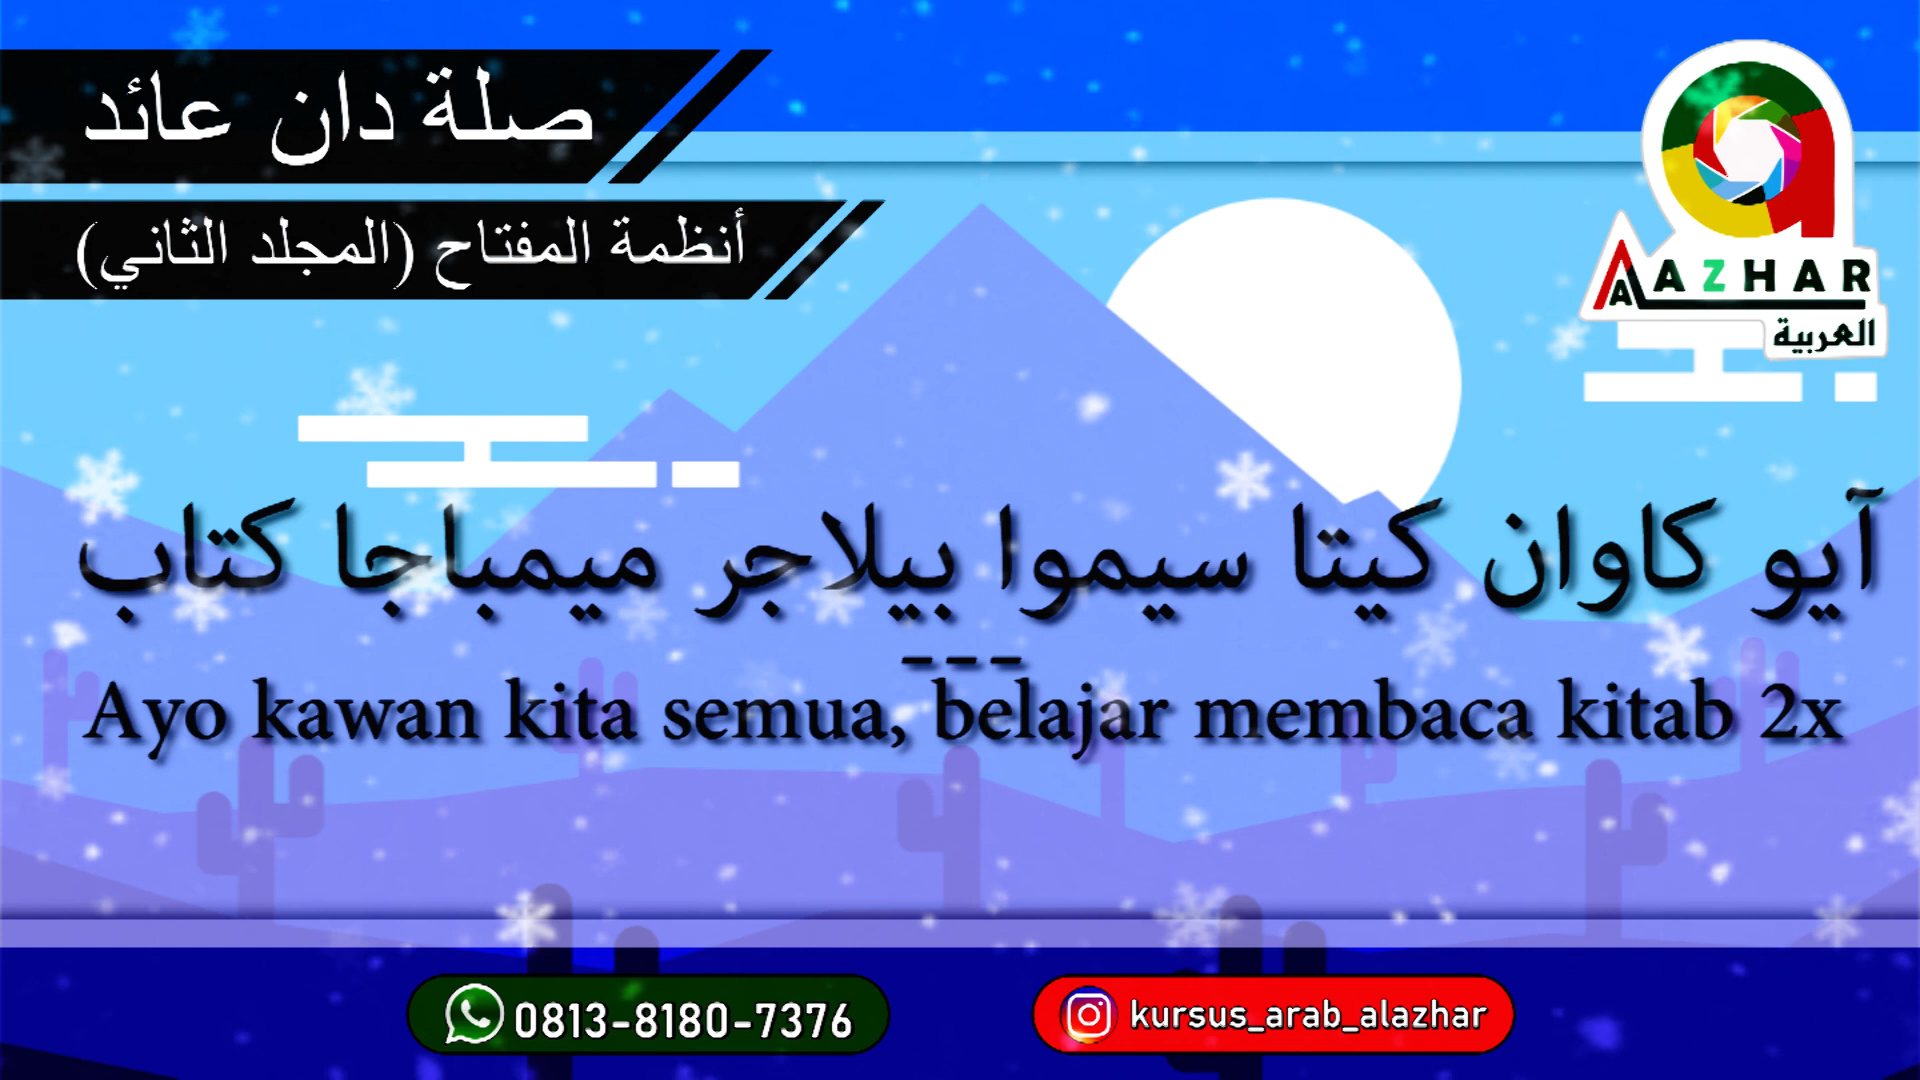 صلة دان عائد
أنظمة المفتاح (المجلد الثاني)
AZHAR
العربية
آيو كاوان كيتا سيموا بيلاجر ميمباجا كتاب
---
Ayo kawan kita semua, belajar membaca kitab 2x
0813-8180-7376
kursus_arab_alazhar